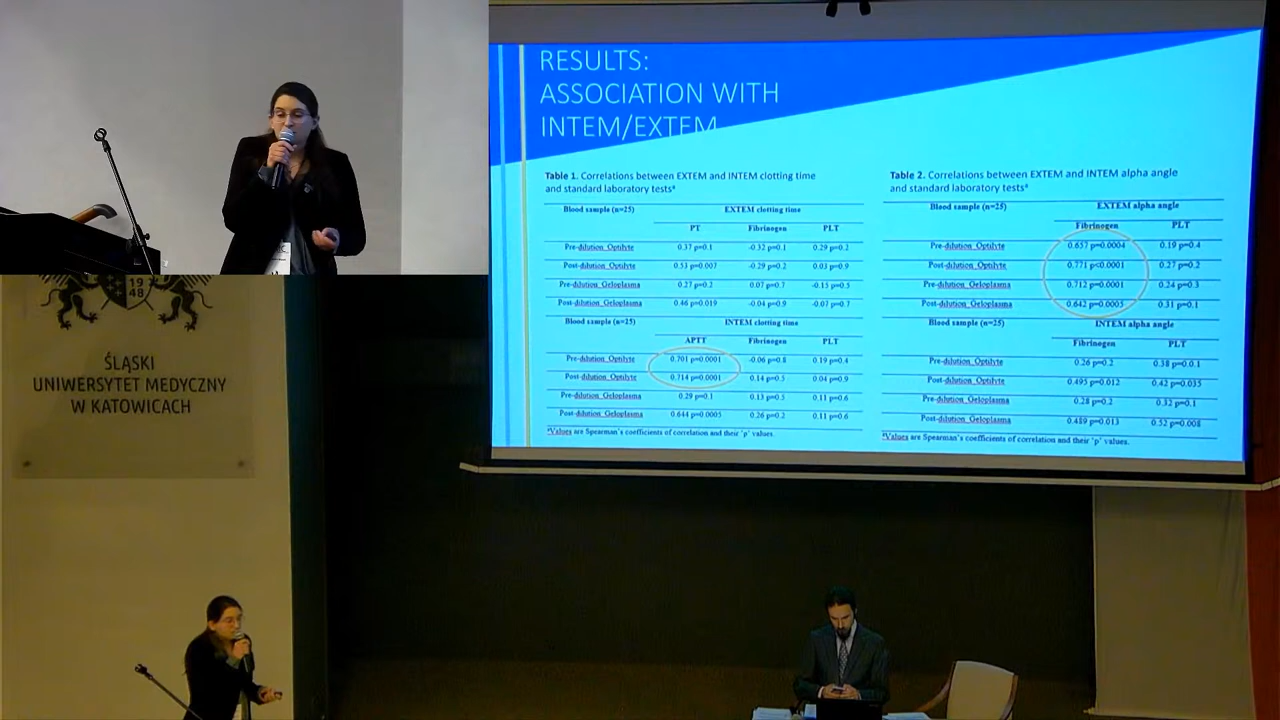 RESULTS:
ASSOCIATION WITH
INTEM/EXTEM
Table 1. Correlations between EXTEM and INTEM clotting time
and standard laboratory testsª
Blood sample (n=25) EXTEM clotting time
PT Fibrinogen PLT
Pre-dilution_Optilyte 0.37 p=0.1 -0.32 p=0.1 0.29 p=0.2
Post-dilution_Optilyte 0.53 p=0.007 -0.29 p=0.2 0.03 p=0.9
Pre-dilution_Geloplasma 0.27 p=0.2 0.07 p=0.7 -0.15 p=0.5
Post-dilution_Geloplasma 0.46 p=0.019 -0.04 p=0.9 -0.07 p=0.7
Blood sample (n=25) INTEM clotting time
APTT Fibrinogen PLT
Pre-dilution_Optilyte 0.701 p=0.0001 -0.06 p=0.8 0.19 p=0.4
Post-dilution_Optilyte 0.714 p=0.0001 0.14 p=0.5 0.04 p=0.9
Pre-dilution_Geloplasma 0.29 p=0.1 0.13 p=0.5 0.11 p=0.6
Post-dilution_Geloplasma 0.644 p=0.0005 0.26 p=0.2 0.11 p=0.6
ªValues are Spearman`s coefficients of correlation and their 'p' values.
Table 2. Correlations between EXTEM and INTEM alpha angle
and standard laboratory testsª
Blood sample (n=25) EXTEM alpha angle
Fibrinogen PLT
Pre-dilution_Optilyte 0.657 p=0.0004 0.19 p=0.4
Post-dilution_Optilyte 0.771 p<0.0001 0.27 p=0.2
Pre-dilution_Geloplasma 0.712 p=0.0001 0.24 p=0.3
Post-dilution_Geloplasma 0.642 p=0.0005 0.31 p=0.1
Blood sample (n=25) INTEM alpha angle
Fibrinogen PLT
Pre-dilution_Optilyte 0.26 p=0.2 0.38 p=0.0.1
Post-dilution_Optilyte 0.495 p=0.012 0.42 p=0.035
Pre-dilution_Geloplasma 0.28 p=0.2 0.32 p=0.1
Post-dilution_Geloplasma 0.489 p=0.013 0.52 p=0.008
ªValues are Spearman`s coefficients of correlation and their 'p' values.
19
48
ŚLĄSKI
UNIWERSYTET MEDYCZNY
W KATOWICACH